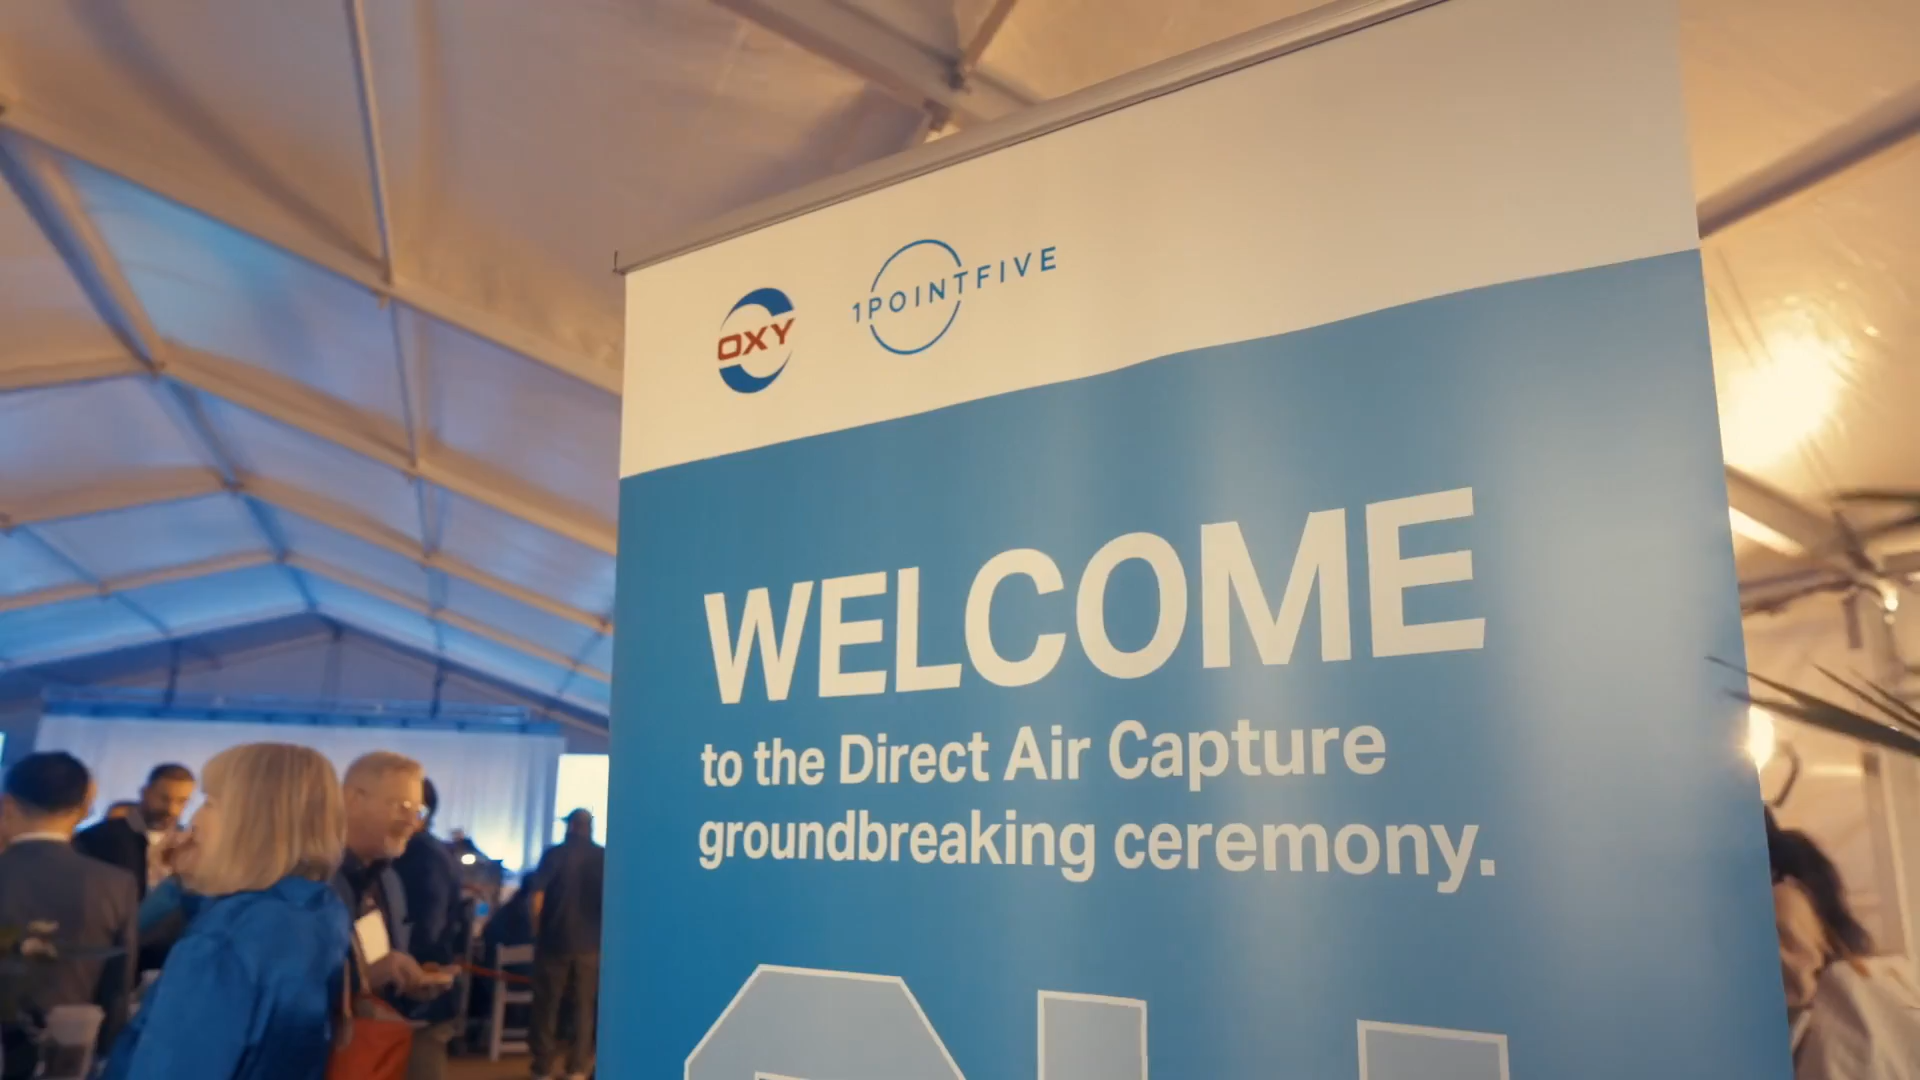 OXY
1POINTFIVE
WELCOME
to the Direct Air Capture
groundbreaking ceremony.